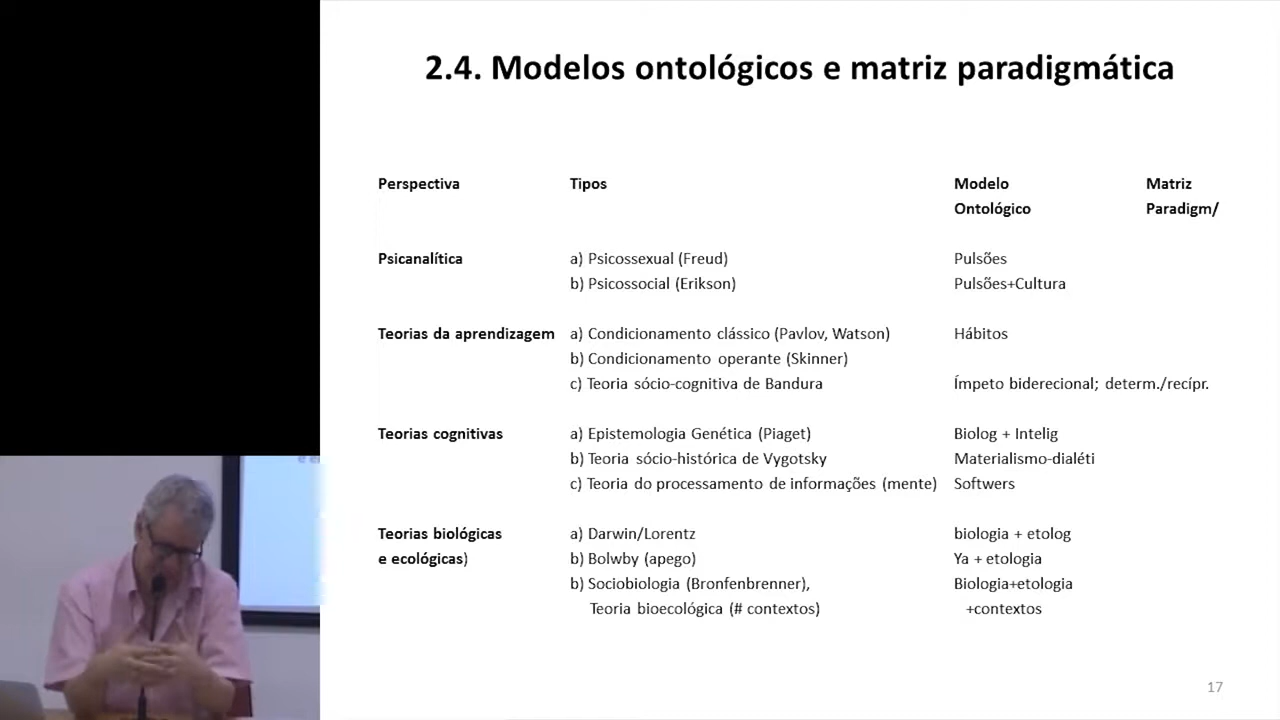 2.4. Modelos ontológicos e matriz paradigmática
Perspectiva Tipos Modelo Matriz
Ontológico Paradigm/
Psicanalítica a) Psicossexual (Freud) Pulsões
b) Psicossocial (Erikson) Pulsões+Cultura
Teorias da aprendizagem a) Condicionamento clássico (Pavlov, Watson) Hábitos
b) Condicionamento operante (Skinner)
c) Teoria sócio-cognitiva de Bandura Ímpeto biderecional; determ./recípr.
Teorias cognitivas a) Epistemologia Genética (Piaget) Biolog + Intelig
b) Teoria sócio-histórica de Vygotsky Materialismo-dialéti
c) Teoria do processamento de informações (mente) Softwers
Teorias biológicas a) Darwin/Lorentz biologia + etolog
e ecológicas) b) Bolwby (apego) Ya + etologia
b) Sociobiologia (Bronfenbrenner), Biologia+etologia
Teoria bioecológica (# contextos) +contextos
17